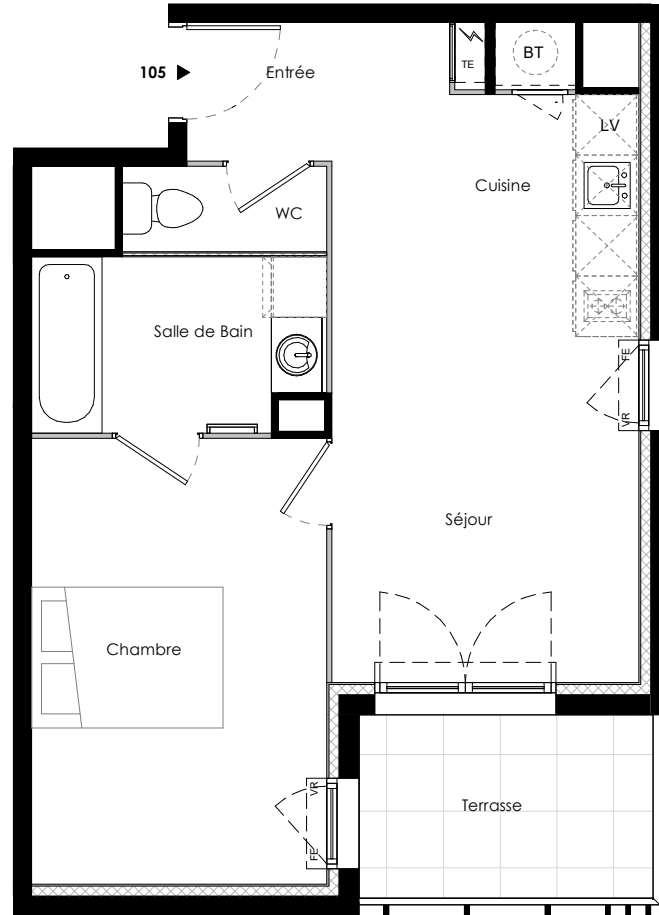 105
Entrée
TE
BT
LV
Cuisine
WC
Salle de Bain
FE
VR
Séjour
Chambre
VR
FE
Terrasse